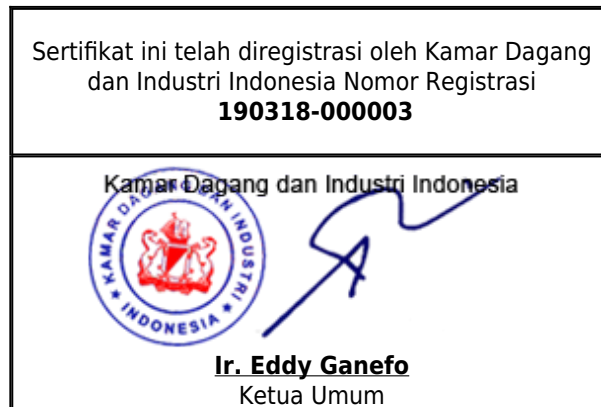 Sertifikat ini telah diregistrasi oleh Kamar Dagang
dan Industri Indonesia Nomor Registrasi
190318-000003
Kamar Dagang dan Industri Indonesia
KAMAR DAGANG DAN INDUSTRI
INDONESIA
Ir. Eddy Ganefo
Ketua Umum